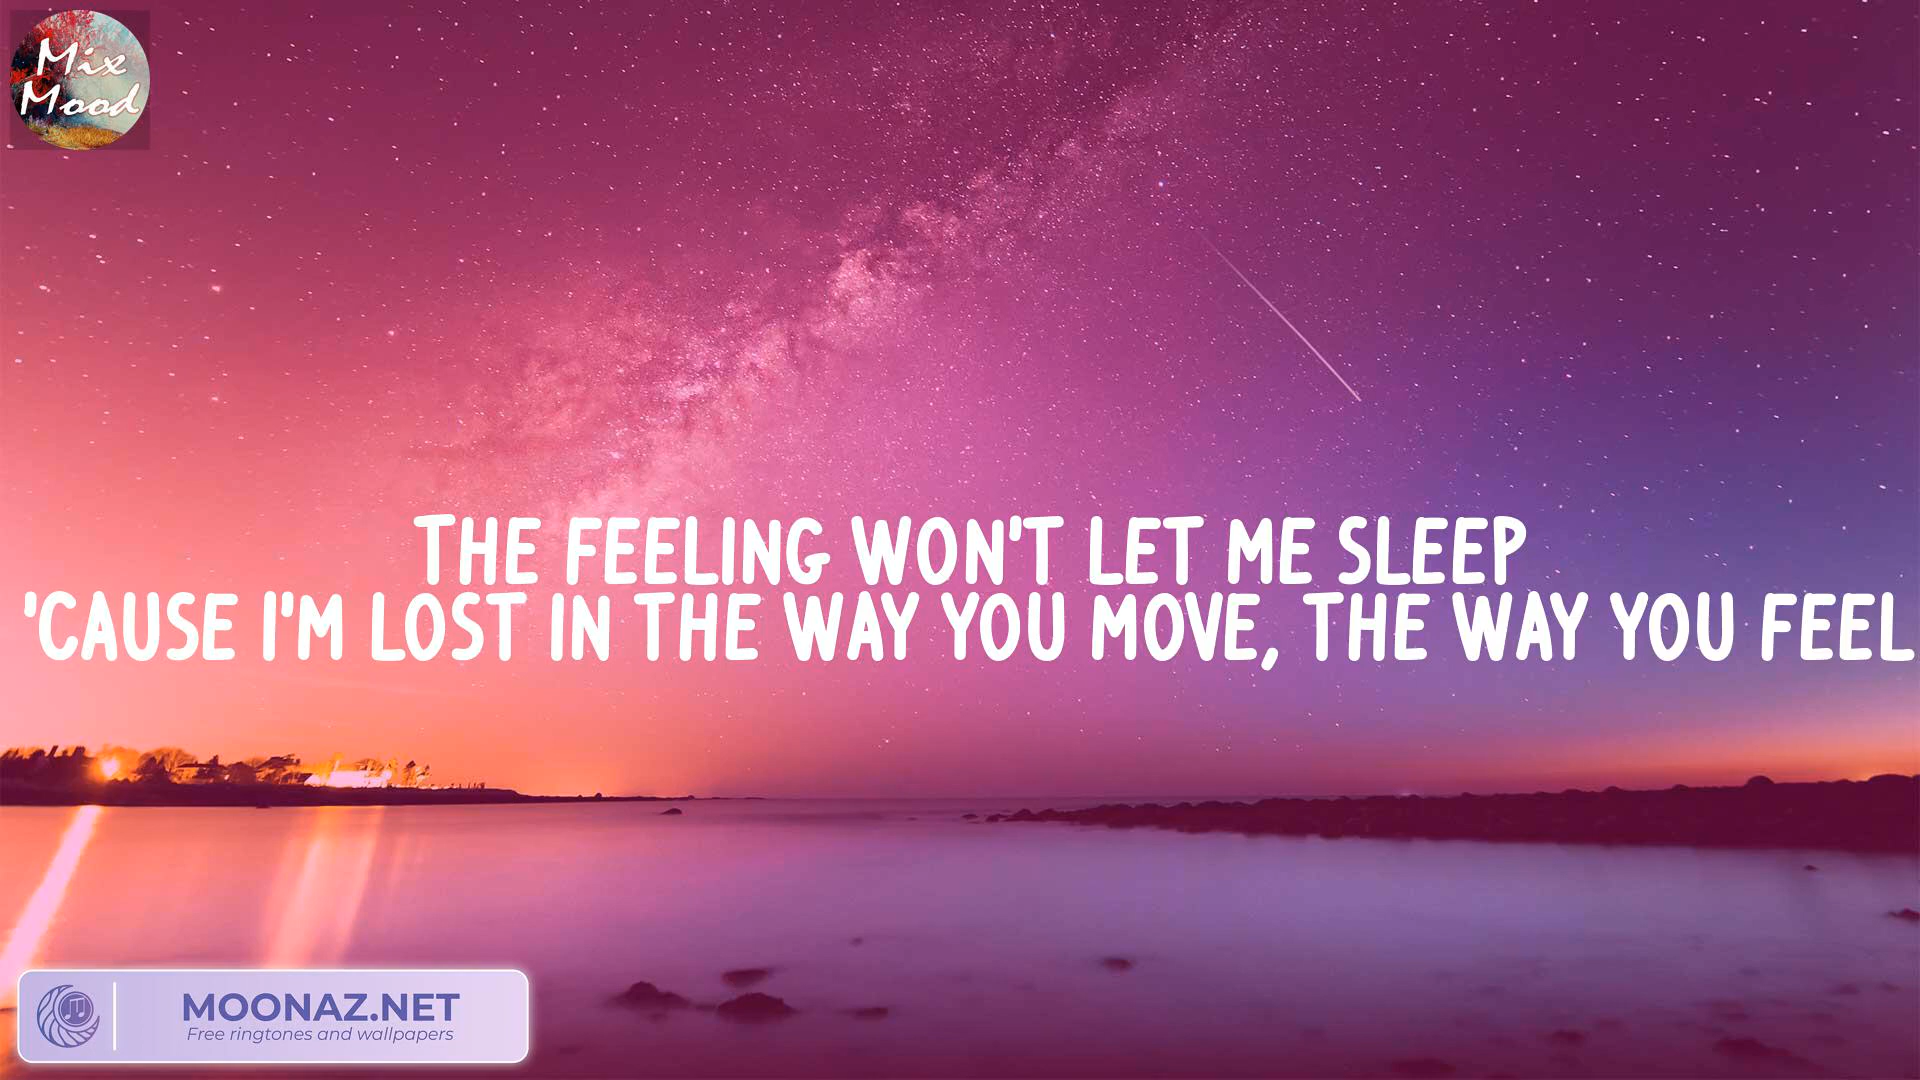 Mix
Mood
THE FEELING WON'T LET ME SLEEP
'CAUSE I'M LOST IN THE WAY YOU MOVE, THE WAY YOU FEEL
MOONAZ.NET
Free ringtones and wallpapers